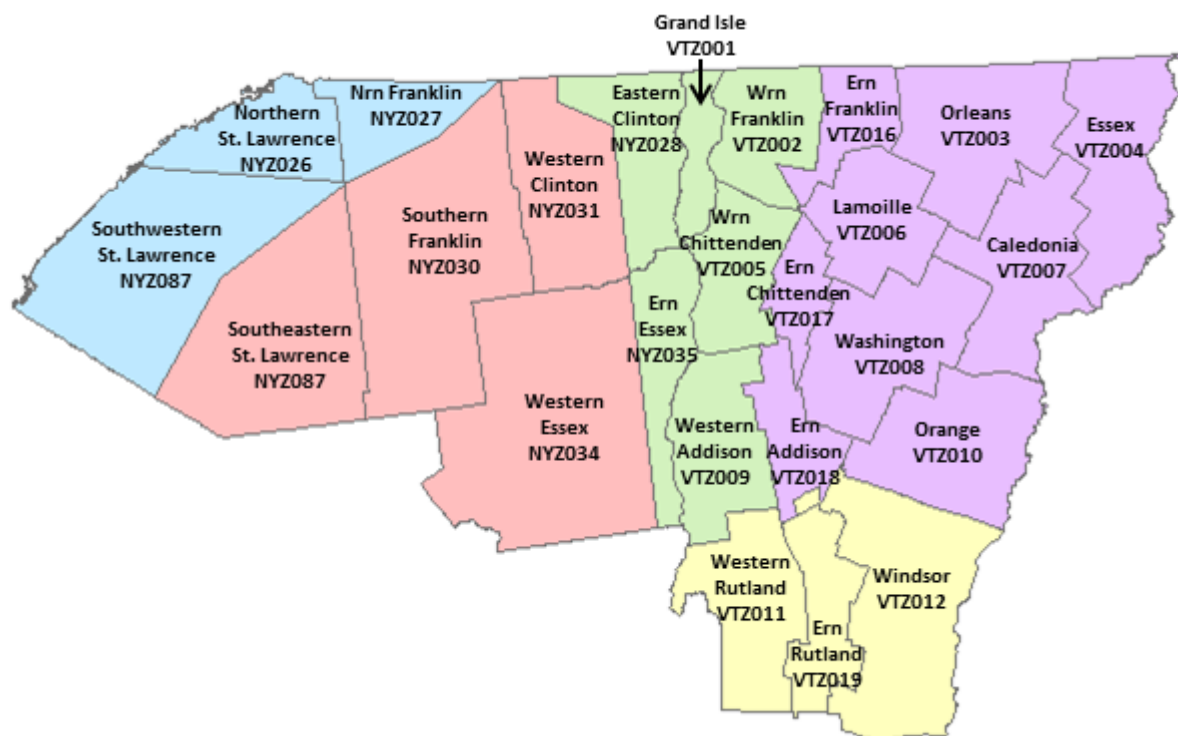 Grand Isle
VTZ001
Nrn Franklin
NYZ027
Northern
St. Lawrence
NYZ026
Eastern
Clinton
NYZ028
Wrn
Franklin
VTZ002
Ern
Franklin
VTZ016
Orleans
VTZ003
Essex
VTZ004
Western
Clinton
NYZ031
Southwestern
St. Lawrence
NYZ087
Southern
Franklin
NYZ030
Wrn
Chittenden
VTZ005
Lamoille
VTZ006
Caledonia
VTZ007
Ern
Chittenden
VTZ017
Southeastern
St. Lawrence
NYZ087
Ern
Essex
NYZ035
Washington
VTZ008
Western
Essex
NYZ034
Western
Addison
VTZ009
Ern
Addison
VTZ018
Orange
VTZ010
Western
Rutland
VTZ011
Ern
Rutland
VTZ019
Windsor
VTZ012